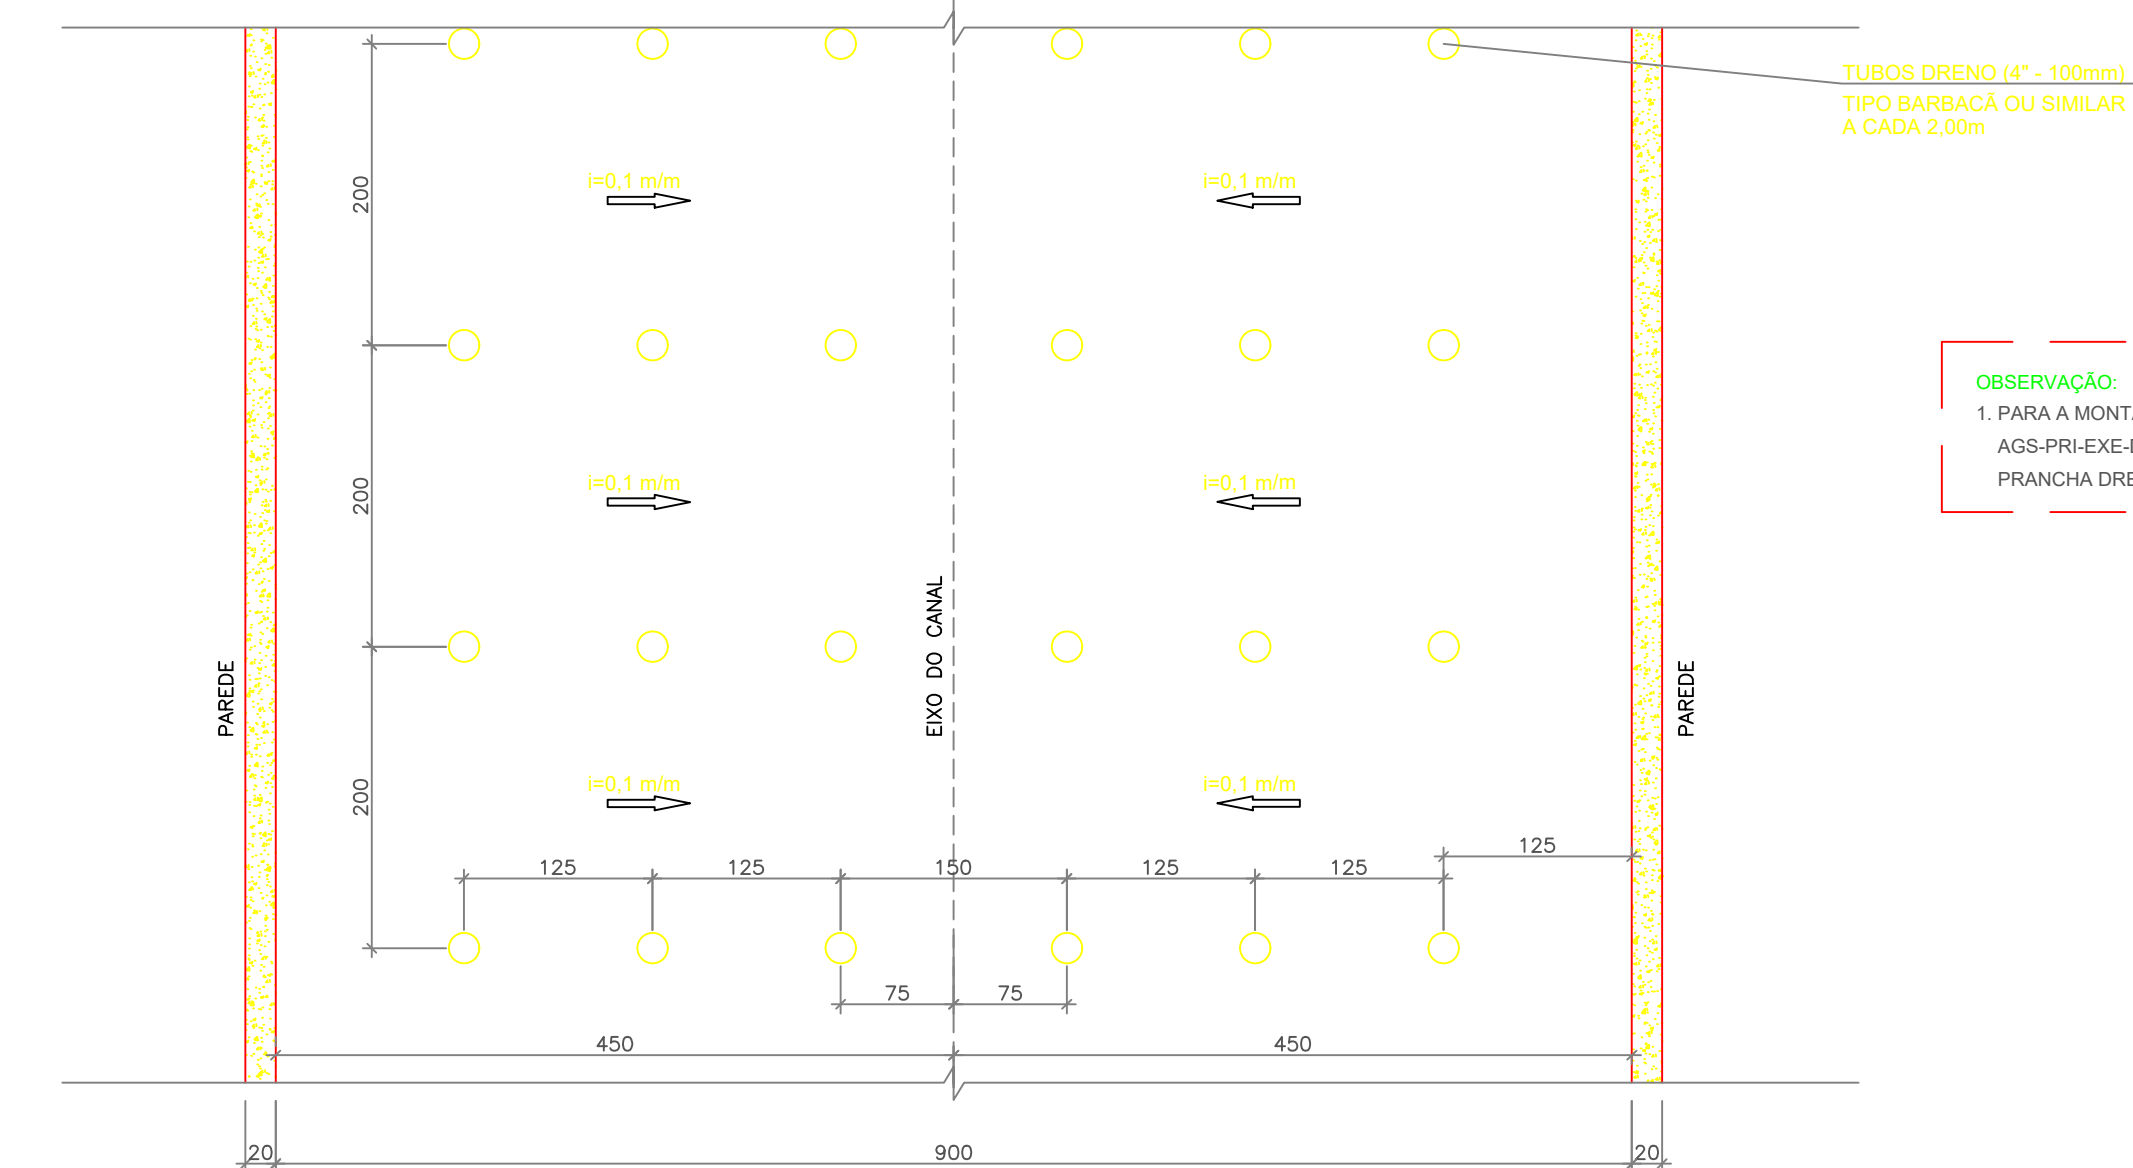 TUBOS DRENO (4" - 100mm)
TIPO BARBACÃ OU SIMILAR
A CADA 2,00m
200
i=0,1 m/m
i=0,1 m/m
OBSERVAÇÃO:
1. PARA A
AGS-PRI-EXE-
PRANCHA
200
i=0,1 m/m
i=0,1 m/m
PAREDE
EIXO DO CANAL
PAREDE
200
i=0,1 m/m
i=0,1 m/m
125
125
125
150
125
125
75
75
450
450
20
900
20